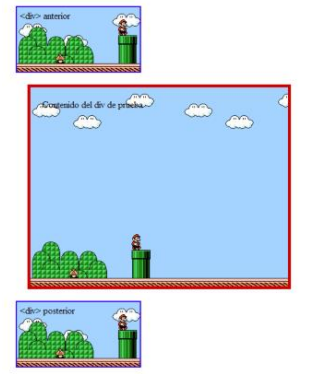 <div> anterior
Contenido del div de prueba
<div> posterior